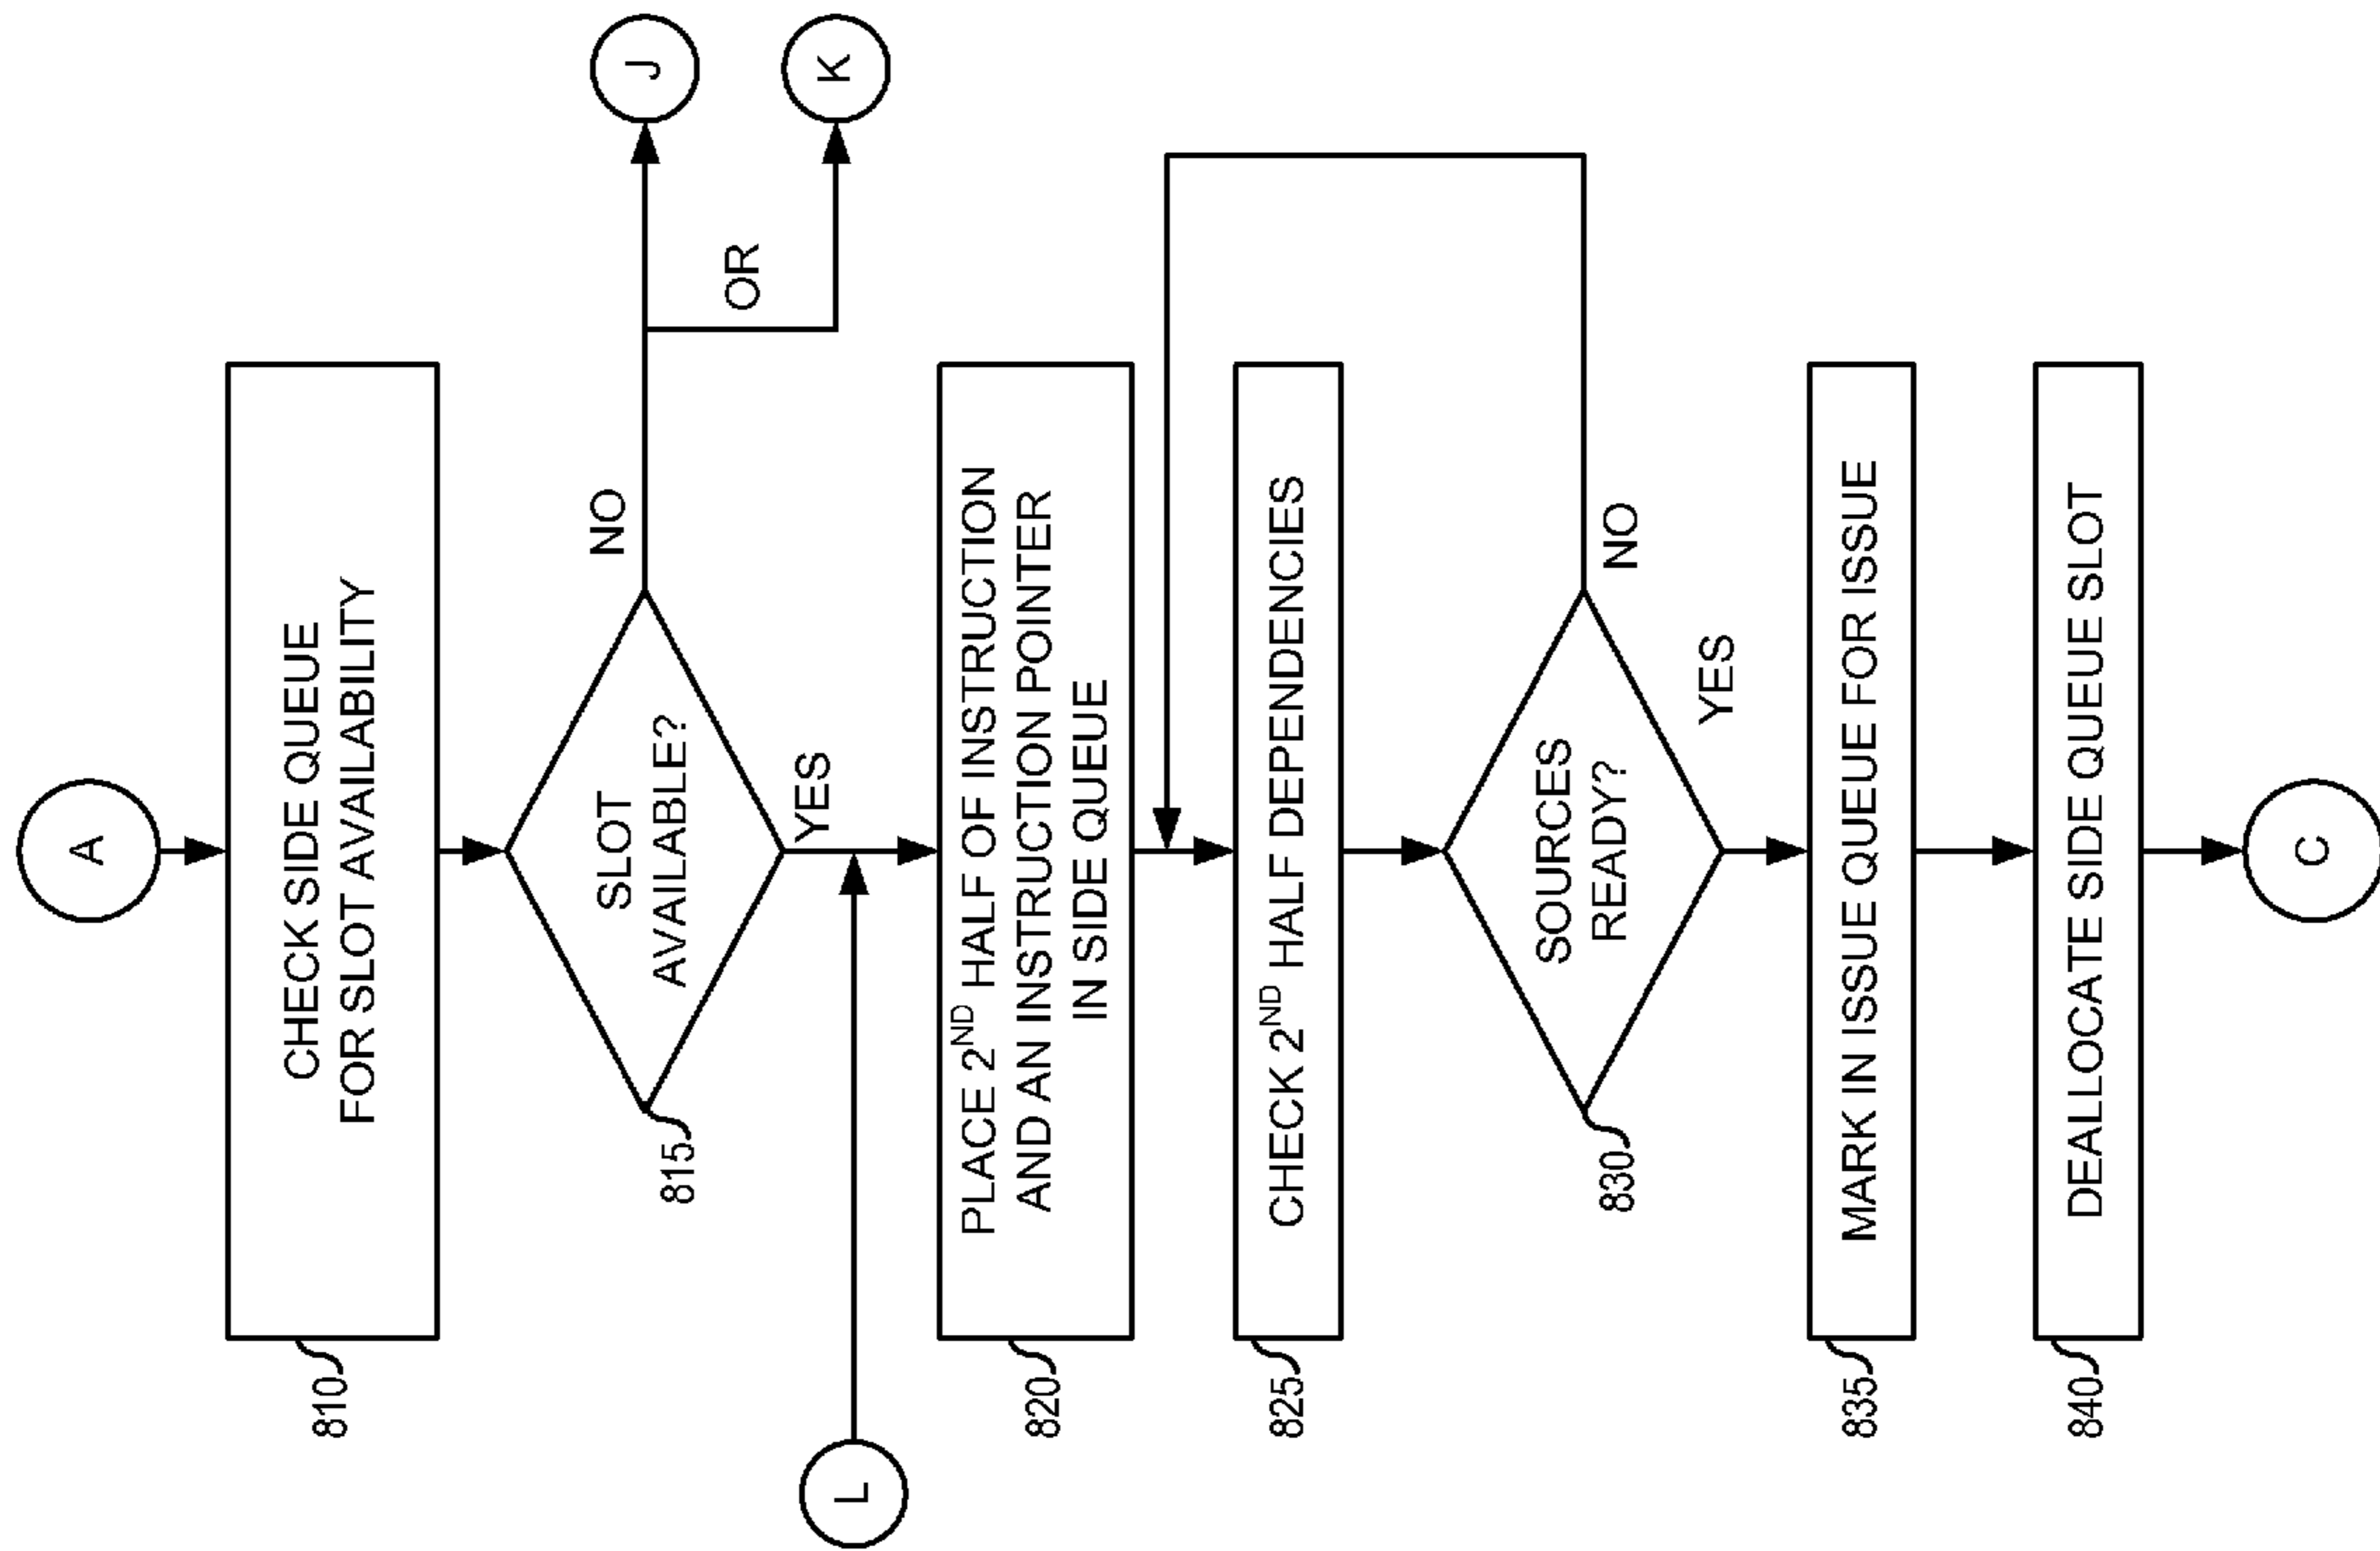 A
CHECK SIDE QUEUE
FOR SLOT AVAILABILITY
810
SLOT
AVAILABLE?
815
NO
J
OR
K
YES
L
PLACE 2ND HALF OF INSTRUCTION
AND AN INSTRUCTION POINTER
IN SIDE QUEUE
820
CHECK 2ND HALF DEPENDENCIES
825
SOURCES
READY?
830
NO
YES
MARK IN ISSUE QUEUE FOR ISSUE
835
DEALLOCATE SIDE QUEUE SLOT
840
C